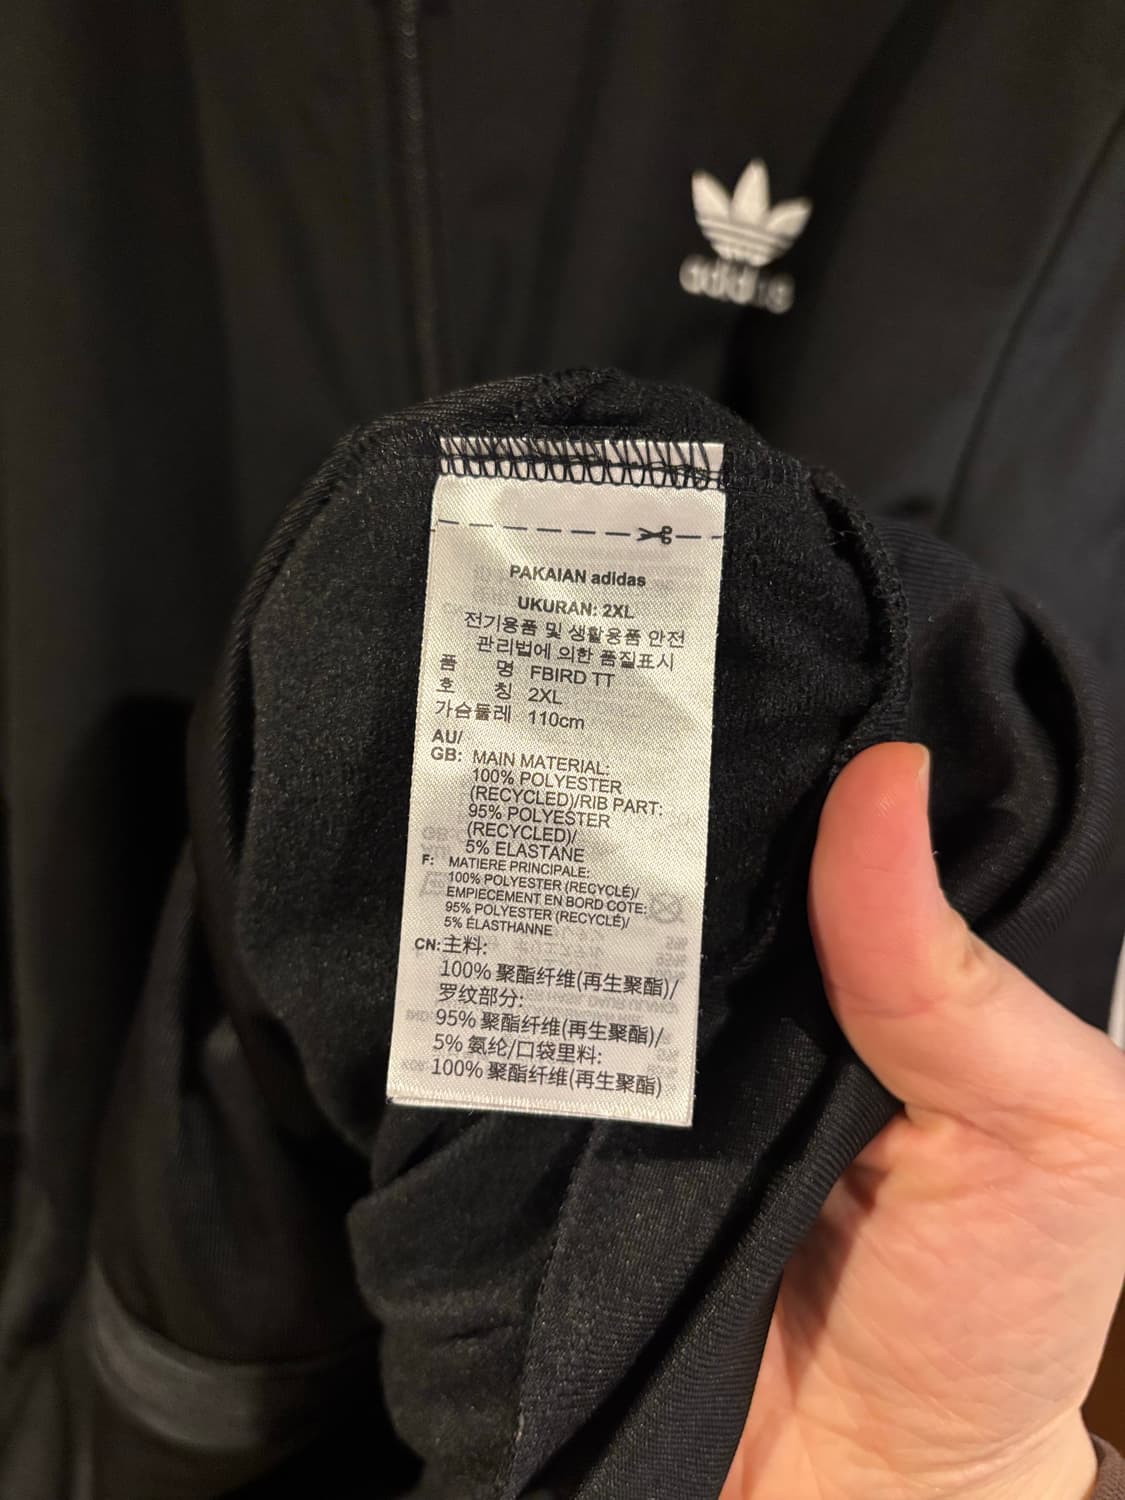 adidas
PAKAIAN adidas
UKURAN: 2XL
전기용품 및 생활용품 안전
관리법에 의한 품질표시
품 명 FBIRD TT
호 칭 2XL
가슴둘레 110cm
AU/
GB: MAIN MATERIAL:
100% POLYESTER
(RECYCLED)/RIB PART:
95% POLYESTER
(RECYCLED)/
5% ELASTANE
F: MATIERE PRINCIPALE:
100% POLYESTER (RECYCLÉ)/
EMPIECEMENT EN BORD COTE:
95% POLYESTER (RECYCLÉ)/
5% ÉLASTHANNE
CN: 主料:
100% 聚酯纤维(再生聚酯)/
罗纹部分:
95% 聚酯纤维(再生聚酯)/
5% 氨纶/口袋里料:
100% 聚酯纤维(再生聚酯)